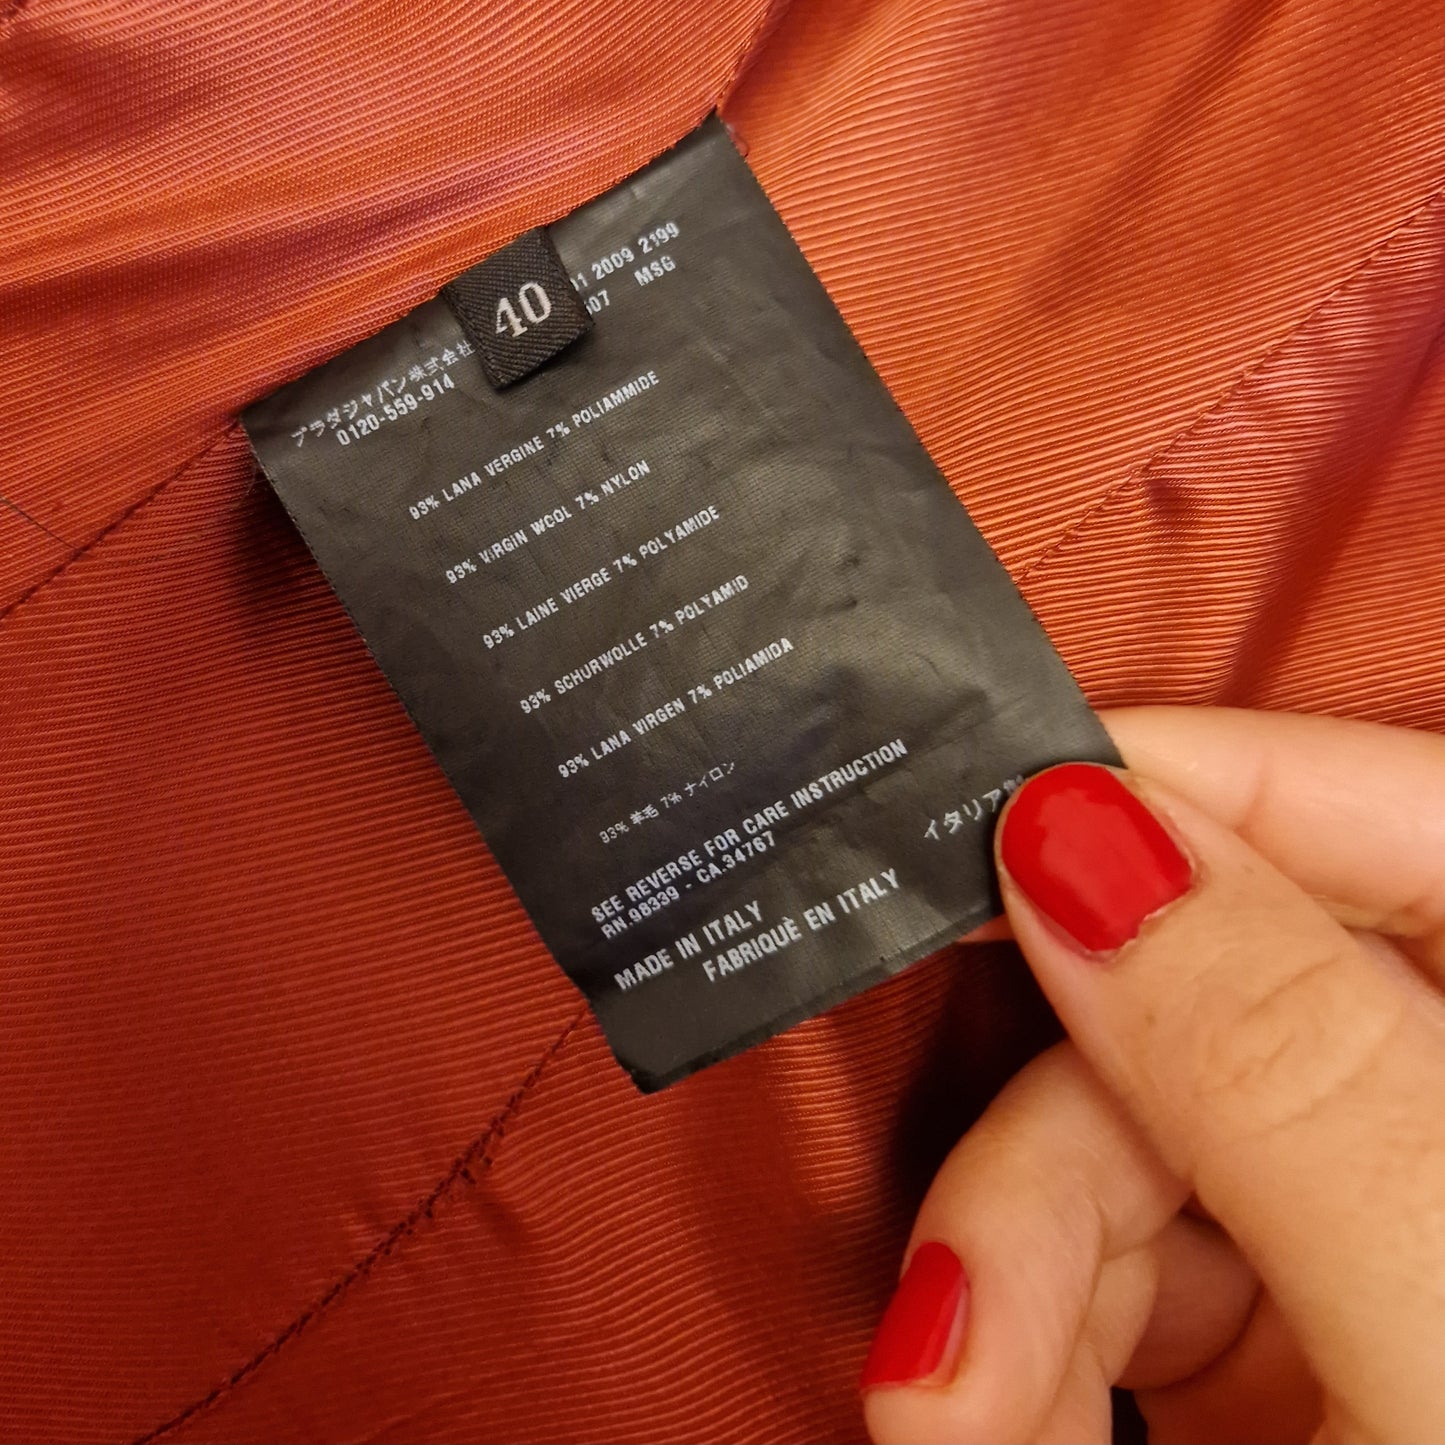 40
2009 2199
MSG
プラダジャパン株式会社
0120-559-914
93% LANA VERGINE 7% POLIAMMIDE
93% VIRGIN WOOL 7% NYLON
93% LAINE VIERGE 7% POLYAMIDE
93% SCHURWOLLE 7% POLYAMID
93% LANA VIRGEN 7% POLIAMIDA
93% 羊毛 7% ナイロン
SEE REVERSE FOR CARE INSTRUCTION
RN.98339 - CA.34767
イタリア
MADE IN ITALY
FABRIQUÈ EN ITALY